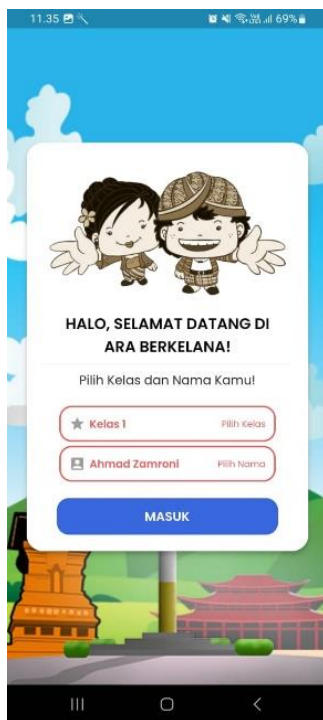 11.35
69%
HALO, SELAMAT DATANG DI
ARA BERKELANA!
Pilih Kelas dan Nama Kamu!
Kelas 1 Pilih Kelas
Ahmad Zamroni Pilih Nama
MASUK